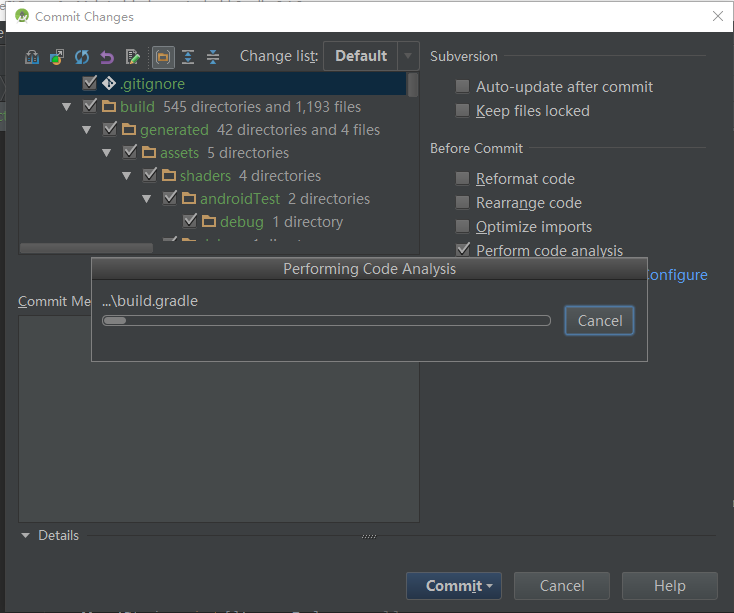 Commit Changes
Change list: Default
.gitignore
build 545 directories and 1,193 files
generated 42 directories and 4 files
assets 5 directories
shaders 4 directories
androidTest 2 directories
debug 1 directory
Subversion
Auto-update after commit
Keep files locked
Before Commit
Reformat code
Rearrange code
Optimize imports
Perform code analysis
Configure
Commit Me
Performing Code Analysis
...\build.gradle
Cancel
Details
Commit
Cancel
Help